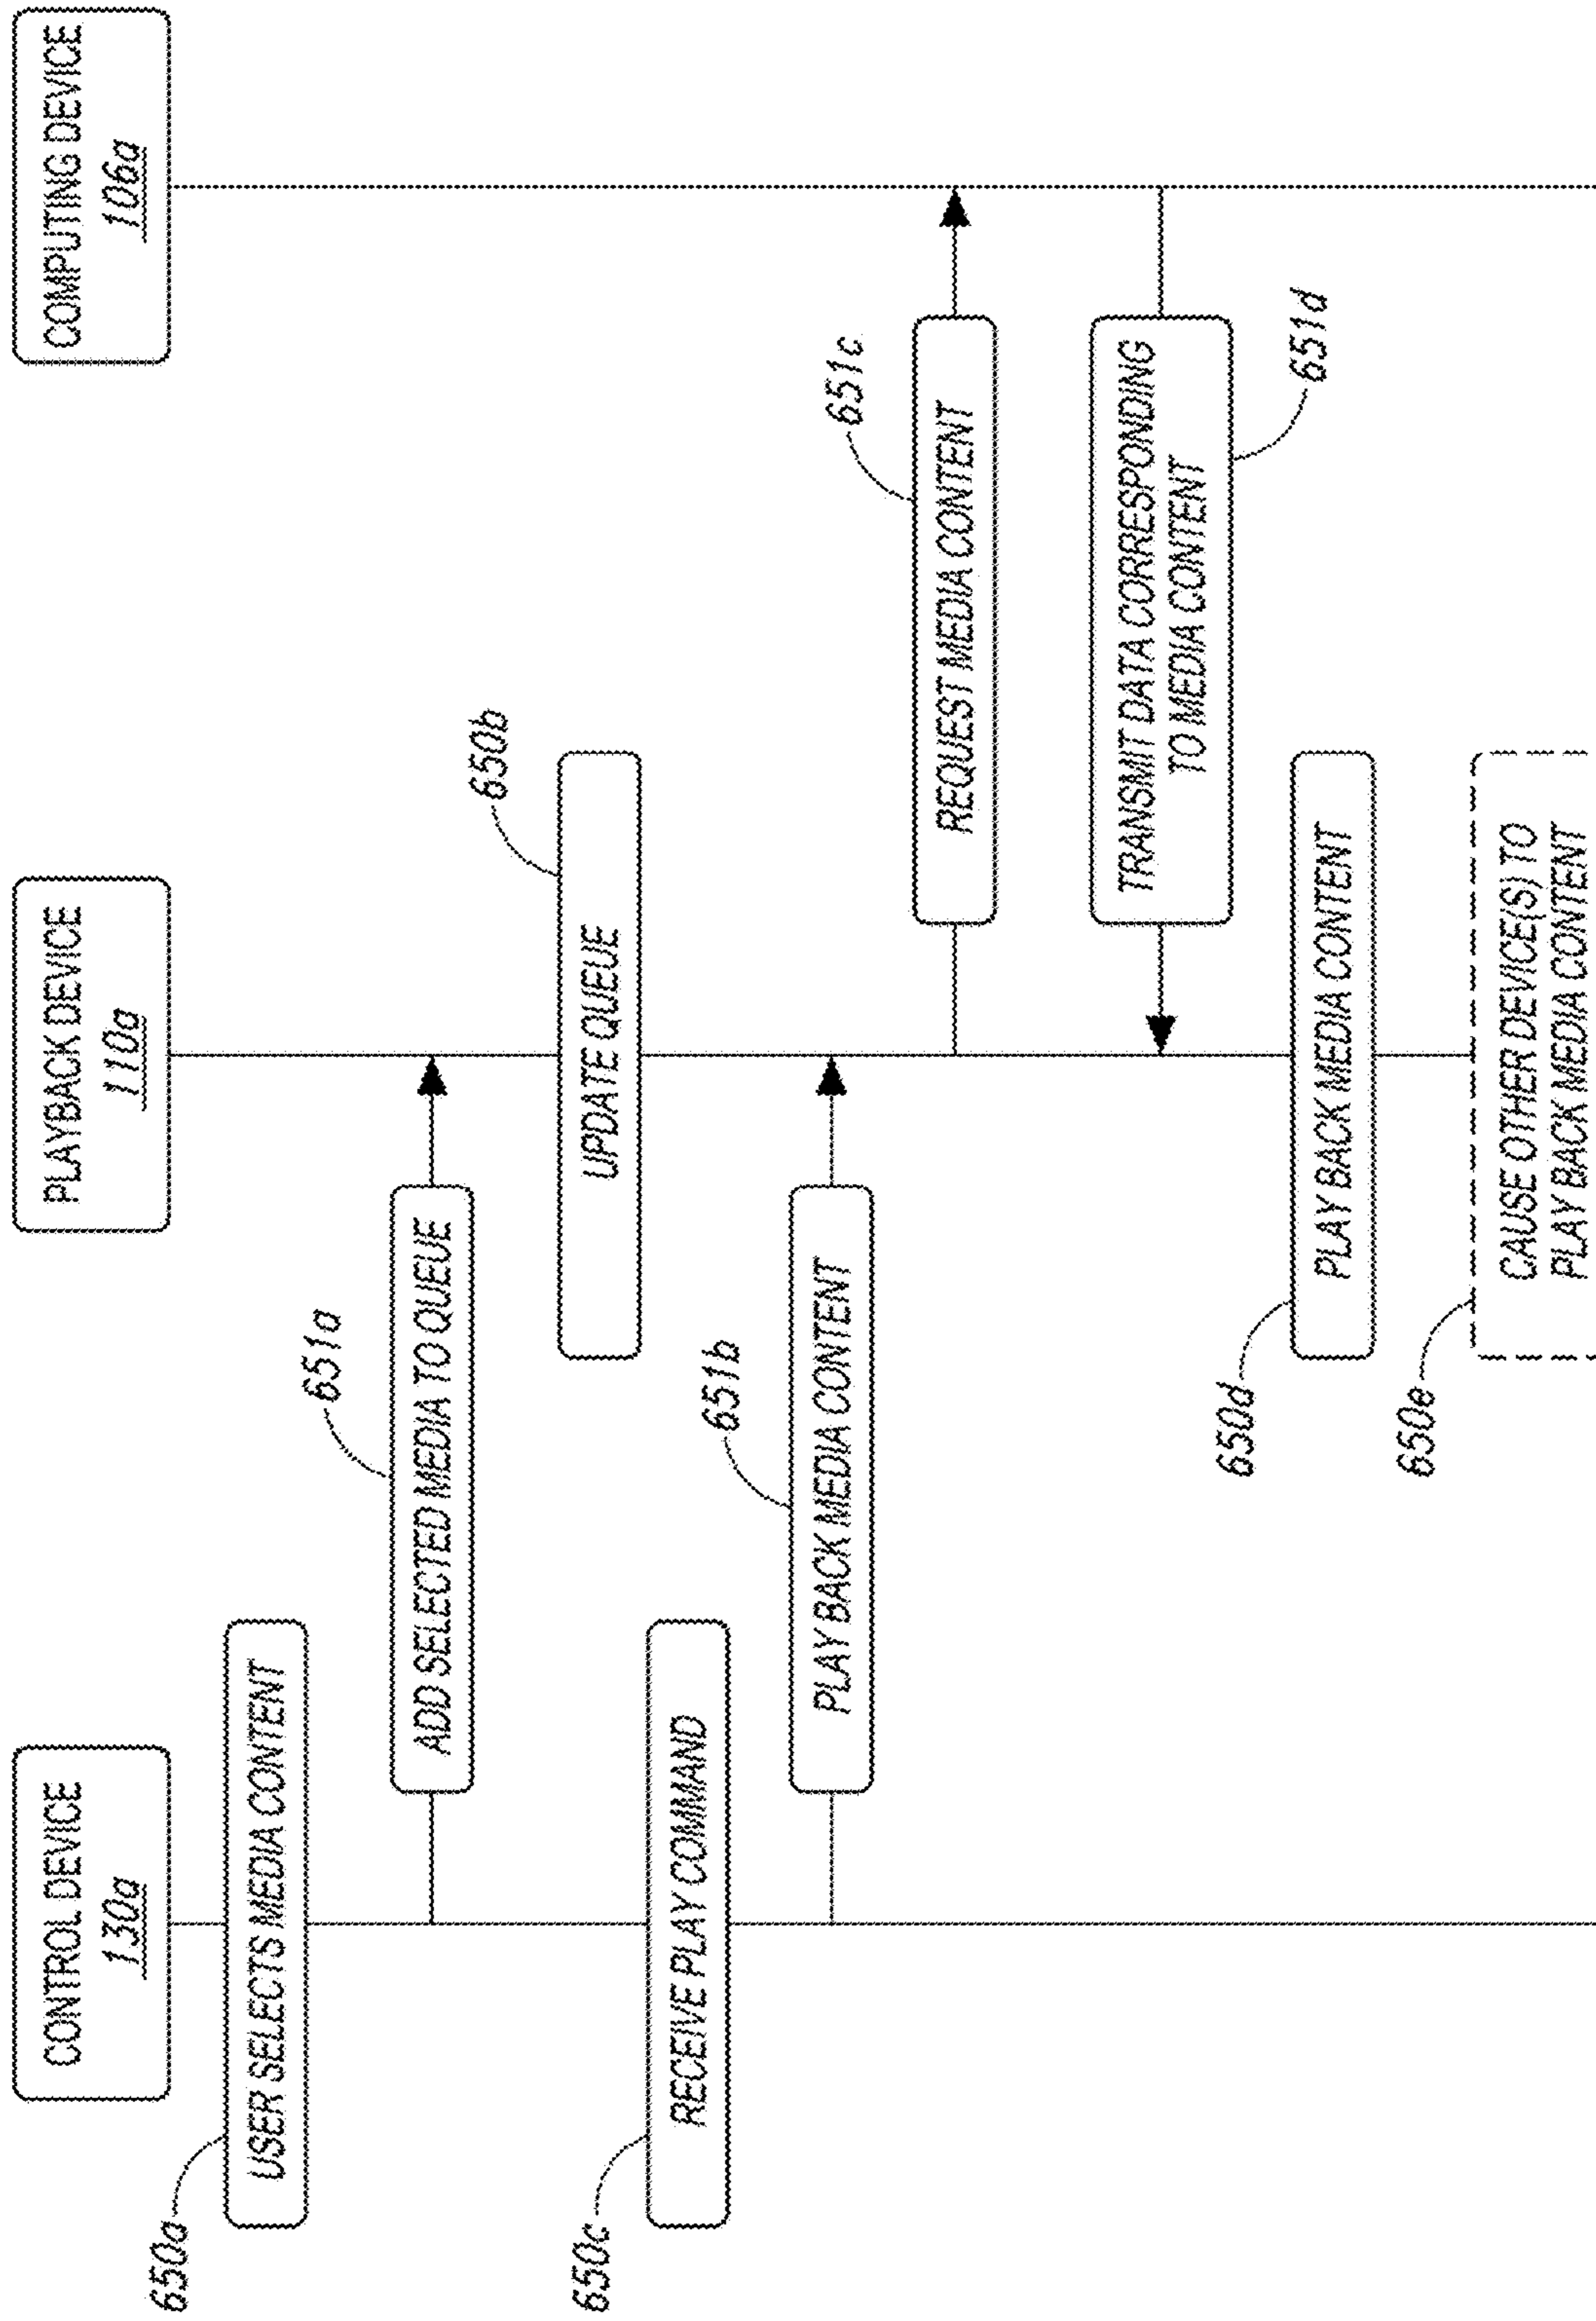 CONTROL DEVICE
130a
PLAYBACK DEVICE
110a
COMPUTING DEVICE
106a
650a
USER SELECTS MEDIA CONTENT
651a
ADD SELECTED MEDIA TO QUEUE
650b
UPDATE QUEUE
650c
RECEIVE PLAY COMMAND
651b
PLAY BACK MEDIA CONTENT
651c
REQUEST MEDIA CONTENT
TRANSMIT DATA CORRESPONDING
TO MEDIA CONTENT
651d
650d
PLAY BACK MEDIA CONTENT
650e
CAUSE OTHER DEVICE(S) TO
PLAY BACK MEDIA CONTENT